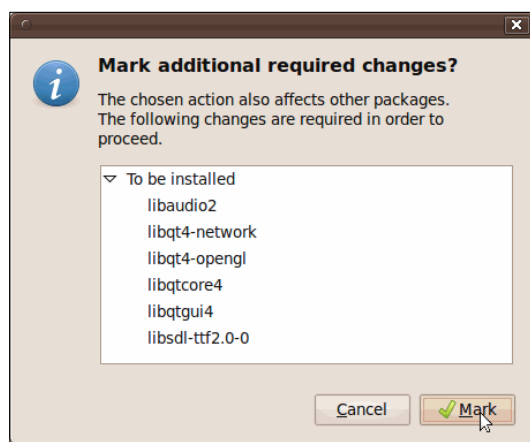 Mark additional required changes?
The chosen action also affects other packages.
The following changes are required in order to
proceed.
To be installed
libaudio2
libqt4-network
libqt4-opengl
libqtcore4
libqtgui4
libsdl-ttf2.0-0
Cancel
Mark